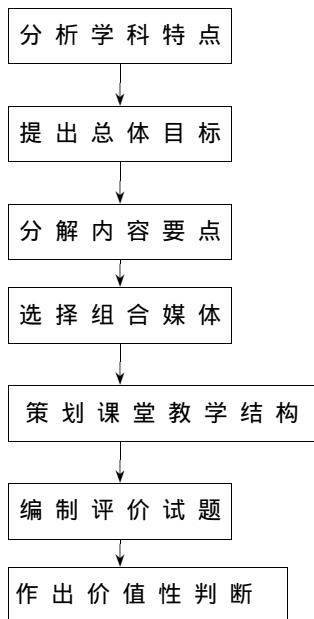 分析学科特点
提出总体目标
分解内容要点
选择组合媒体
策划课堂教学结构
编制评价试题
作出价值性判断